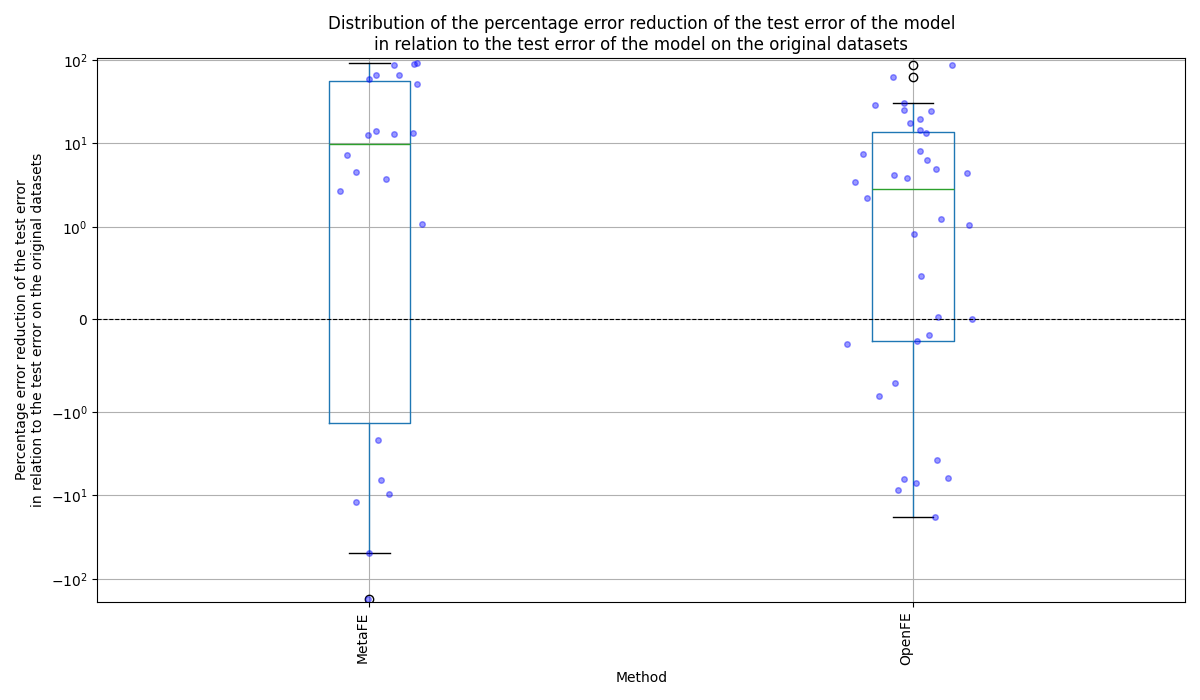 Distribution of the percentage error reduction of the test error of the model
in relation to the test error of the model on the original datasets
Percentage error reduction of the test error
in relation to the test error on the original datasets
10²
10¹
10⁰
0
−10⁰
−10¹
−10²
MetaFE
OpenFE
Method